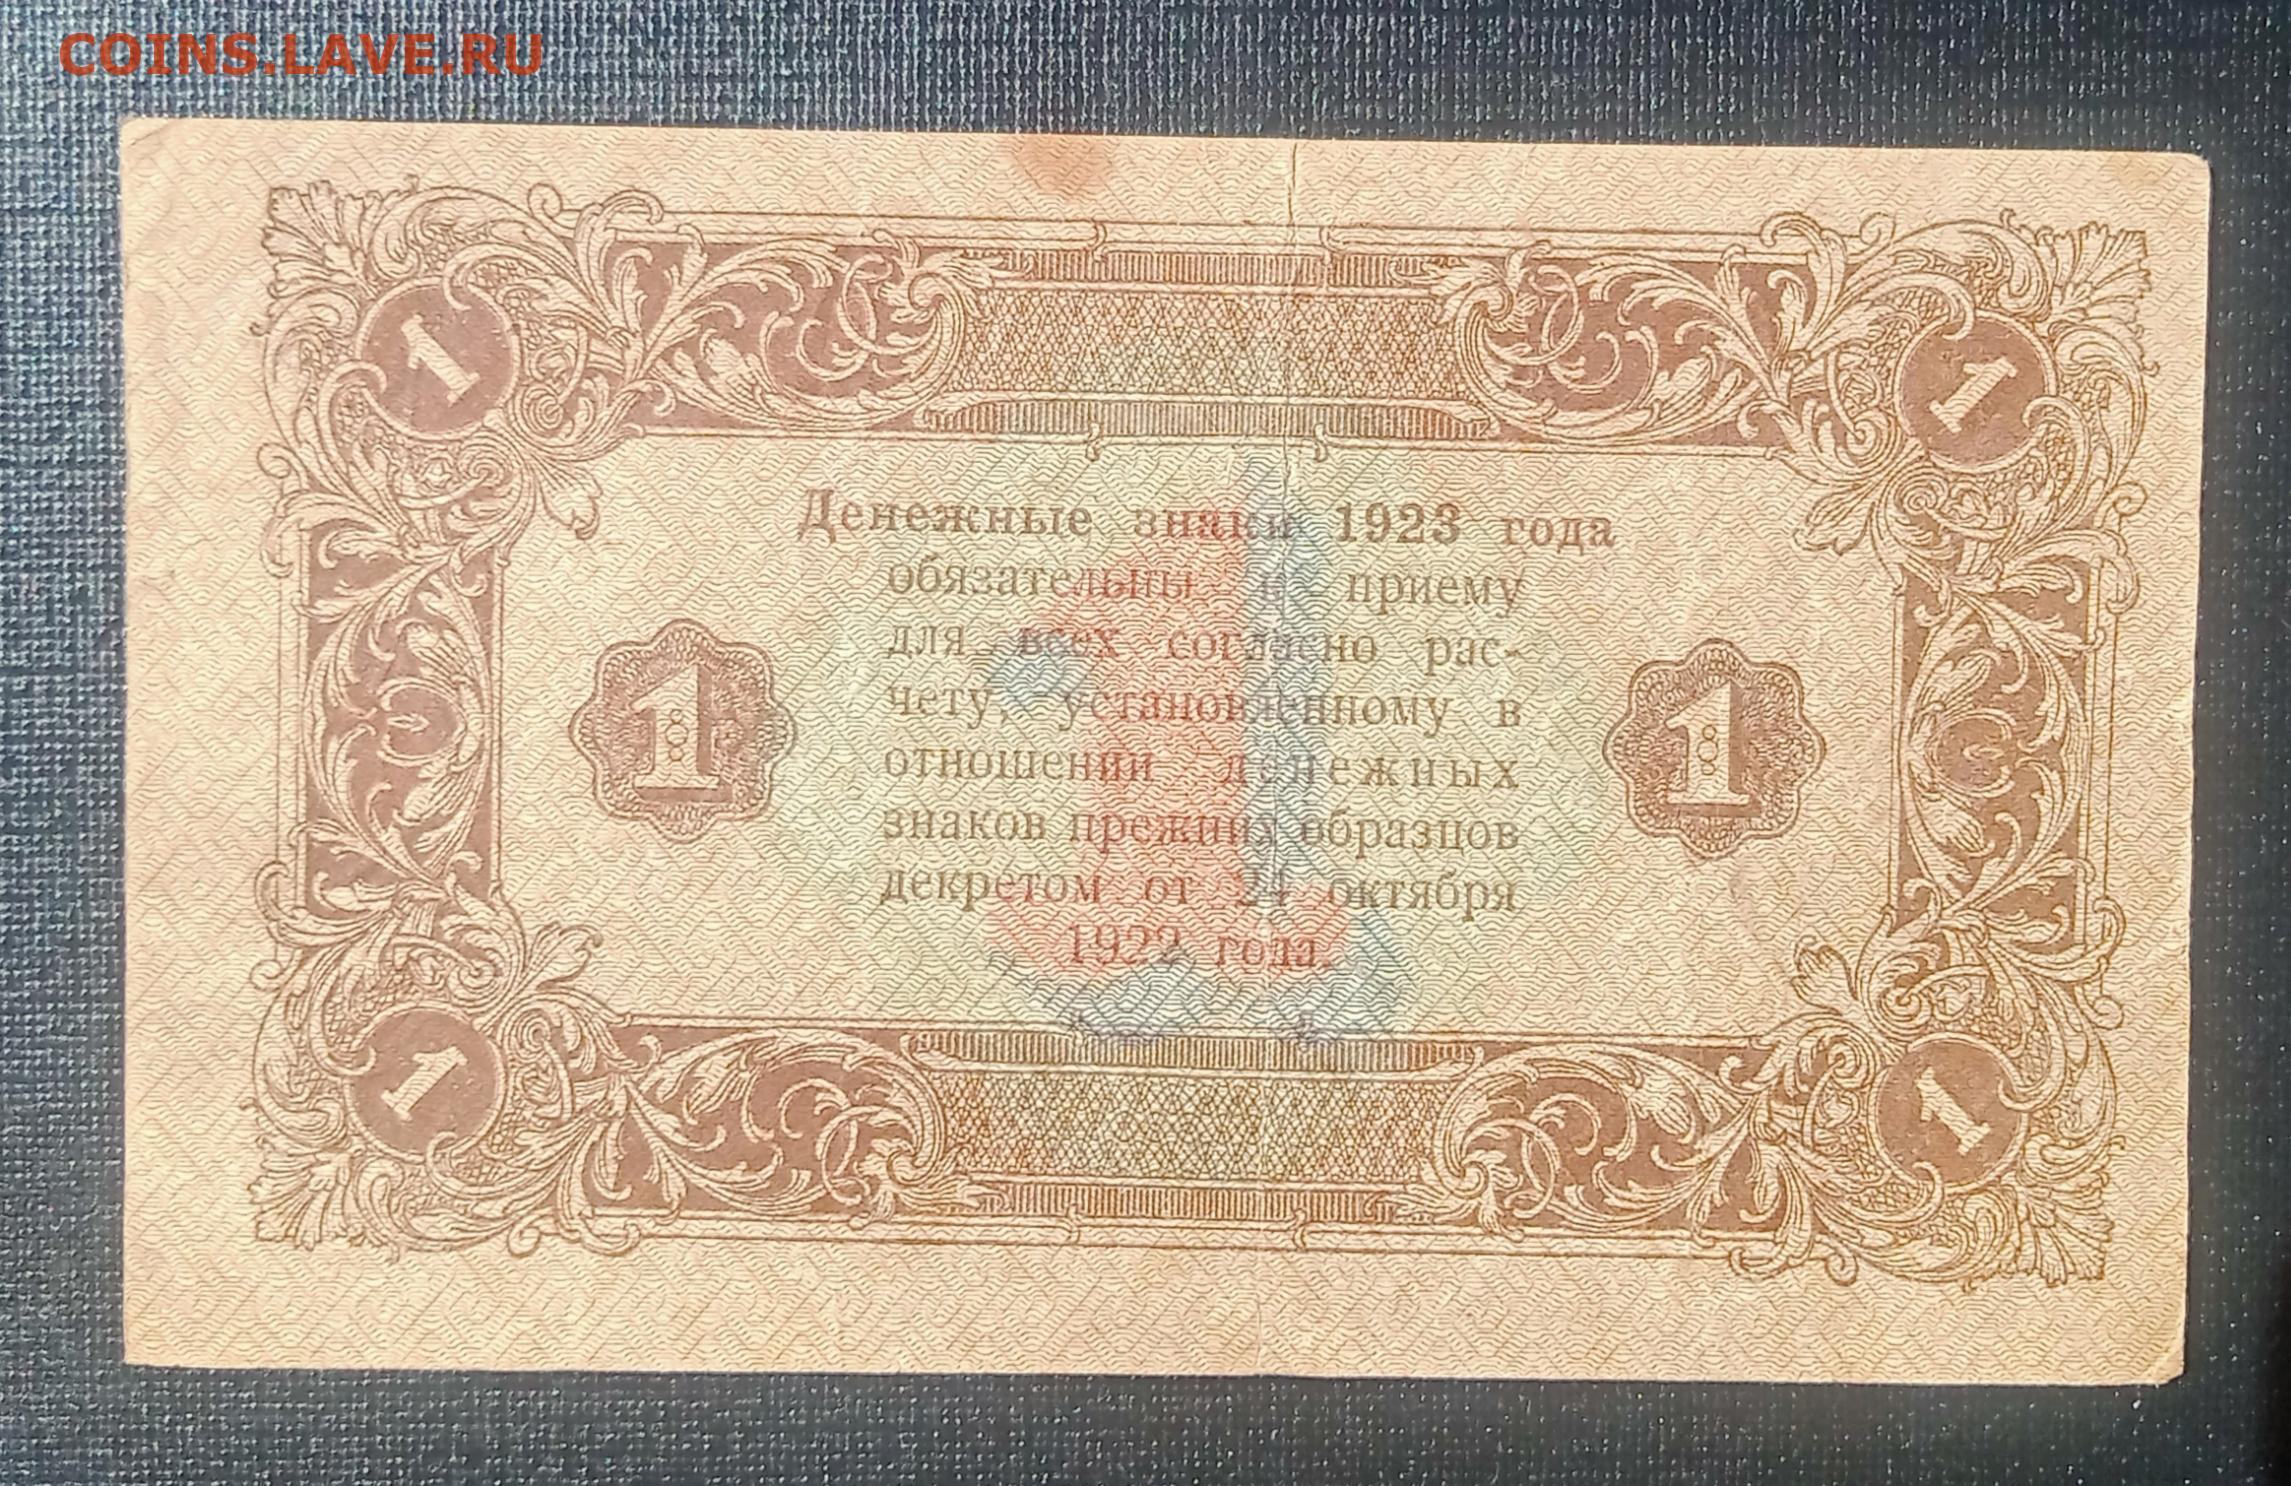 COINS.LAVE.RU
1 1
Денежные знаки 1923 года
обязательны к приему
для всех согласно рас-
чету, установленному в
отношении денежных
знаков прежних образцов
декретом от 24 октября
1922 года.
1 1
1
1 1